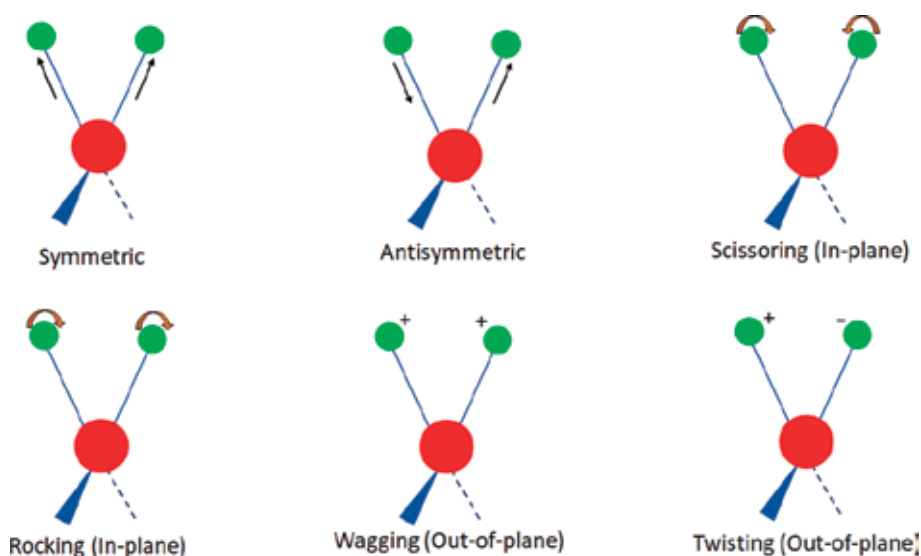 Symmetric
Antisymmetric
Scissoring (In-plane)
+
+
+
-
Rocking (In-plane)
Wagging (Out-of-plane)
Twisting (Out-of-plane)